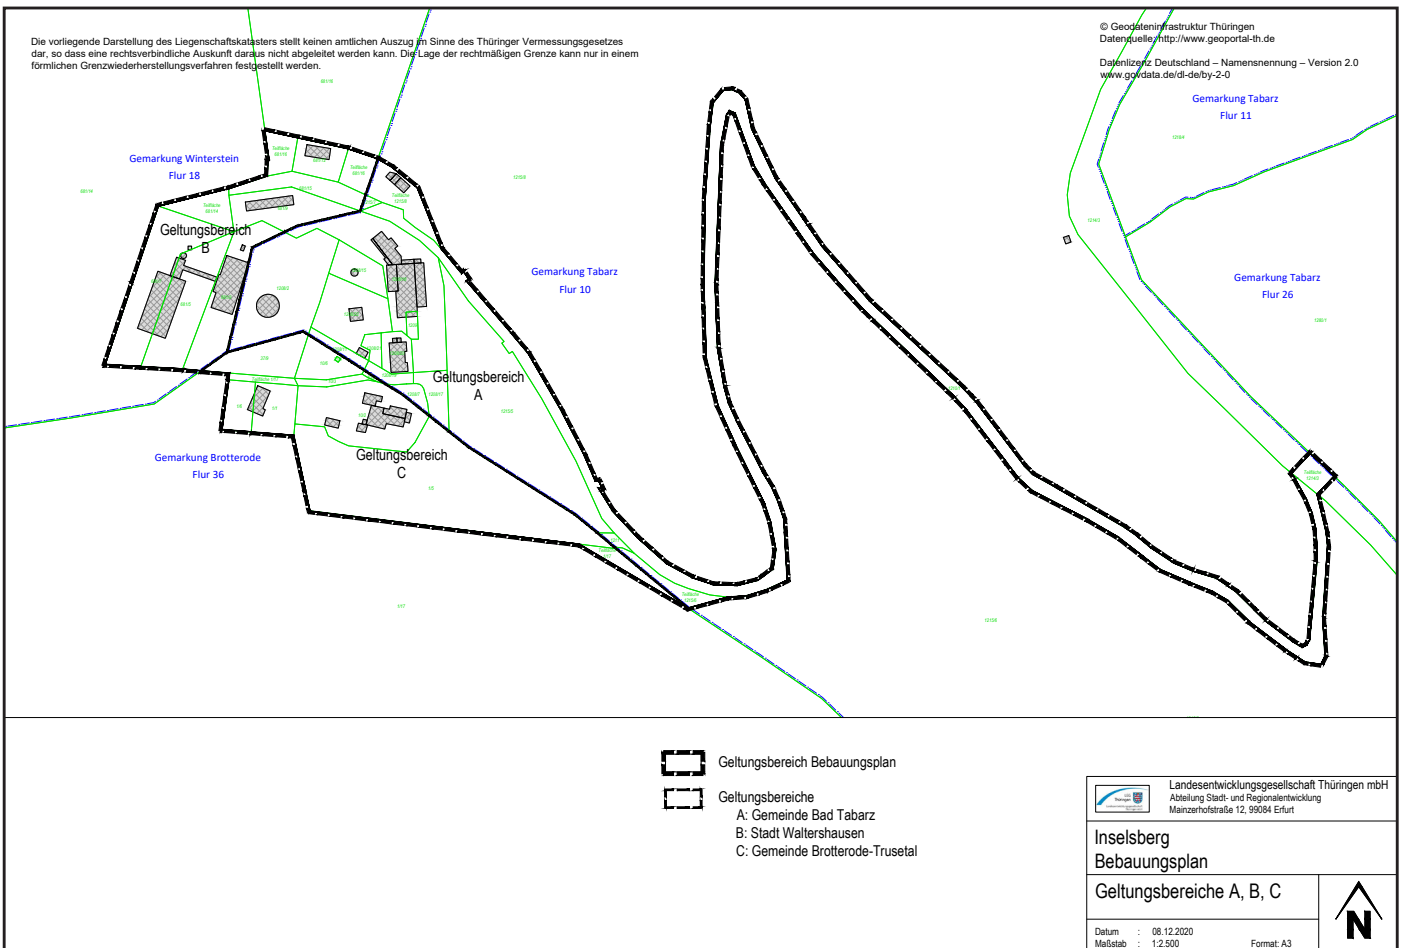 Die vorliegende Darstellung des Liegenschaftskatasters stellt keinen amtlichen Auszug im Sinne des Thüringer Vermessungsgesetzes
dar, so dass eine rechtsverbindliche Auskunft daraus nicht abgeleitet werden kann. Die Lage der rechtmäßigen Grenze kann nur in einem
förmlichen Grenzwiederherstellungsverfahren festgestellt werden.
© Geodateninfrastruktur Thüringen
Datenquelle: http://www.geoportal-th.de
Datenlizenz Deutschland – Namensnennung – Version 2.0
www.govdata.de/dl-de/by-2-0
Gemarkung Tabarz
Flur 11
Gemarkung Winterstein
Flur 18
Geltungsbereich
B
Gemarkung Tabarz
Flur 10
Gemarkung Tabarz
Flur 26
Geltungsbereich
A
Geltungsbereich
C
Gemarkung Brotterode
Flur 36
Geltungsbereich Bebauungsplan
Geltungsbereiche
A: Gemeinde Bad Tabarz
B: Stadt Waltershausen
C: Gemeinde Brotterode-Trusetal
Landesentwicklungsgesellschaft Thüringen mbH
Abteilung Stadt- und Regionalentwicklung
Mainzerhofstraße 12, 99084 Erfurt
Inselsberg
Bebauungsplan
Geltungsbereiche A, B, C
Datum : 08.12.2020
Maßstab : 1:2.500 Format: A3
N